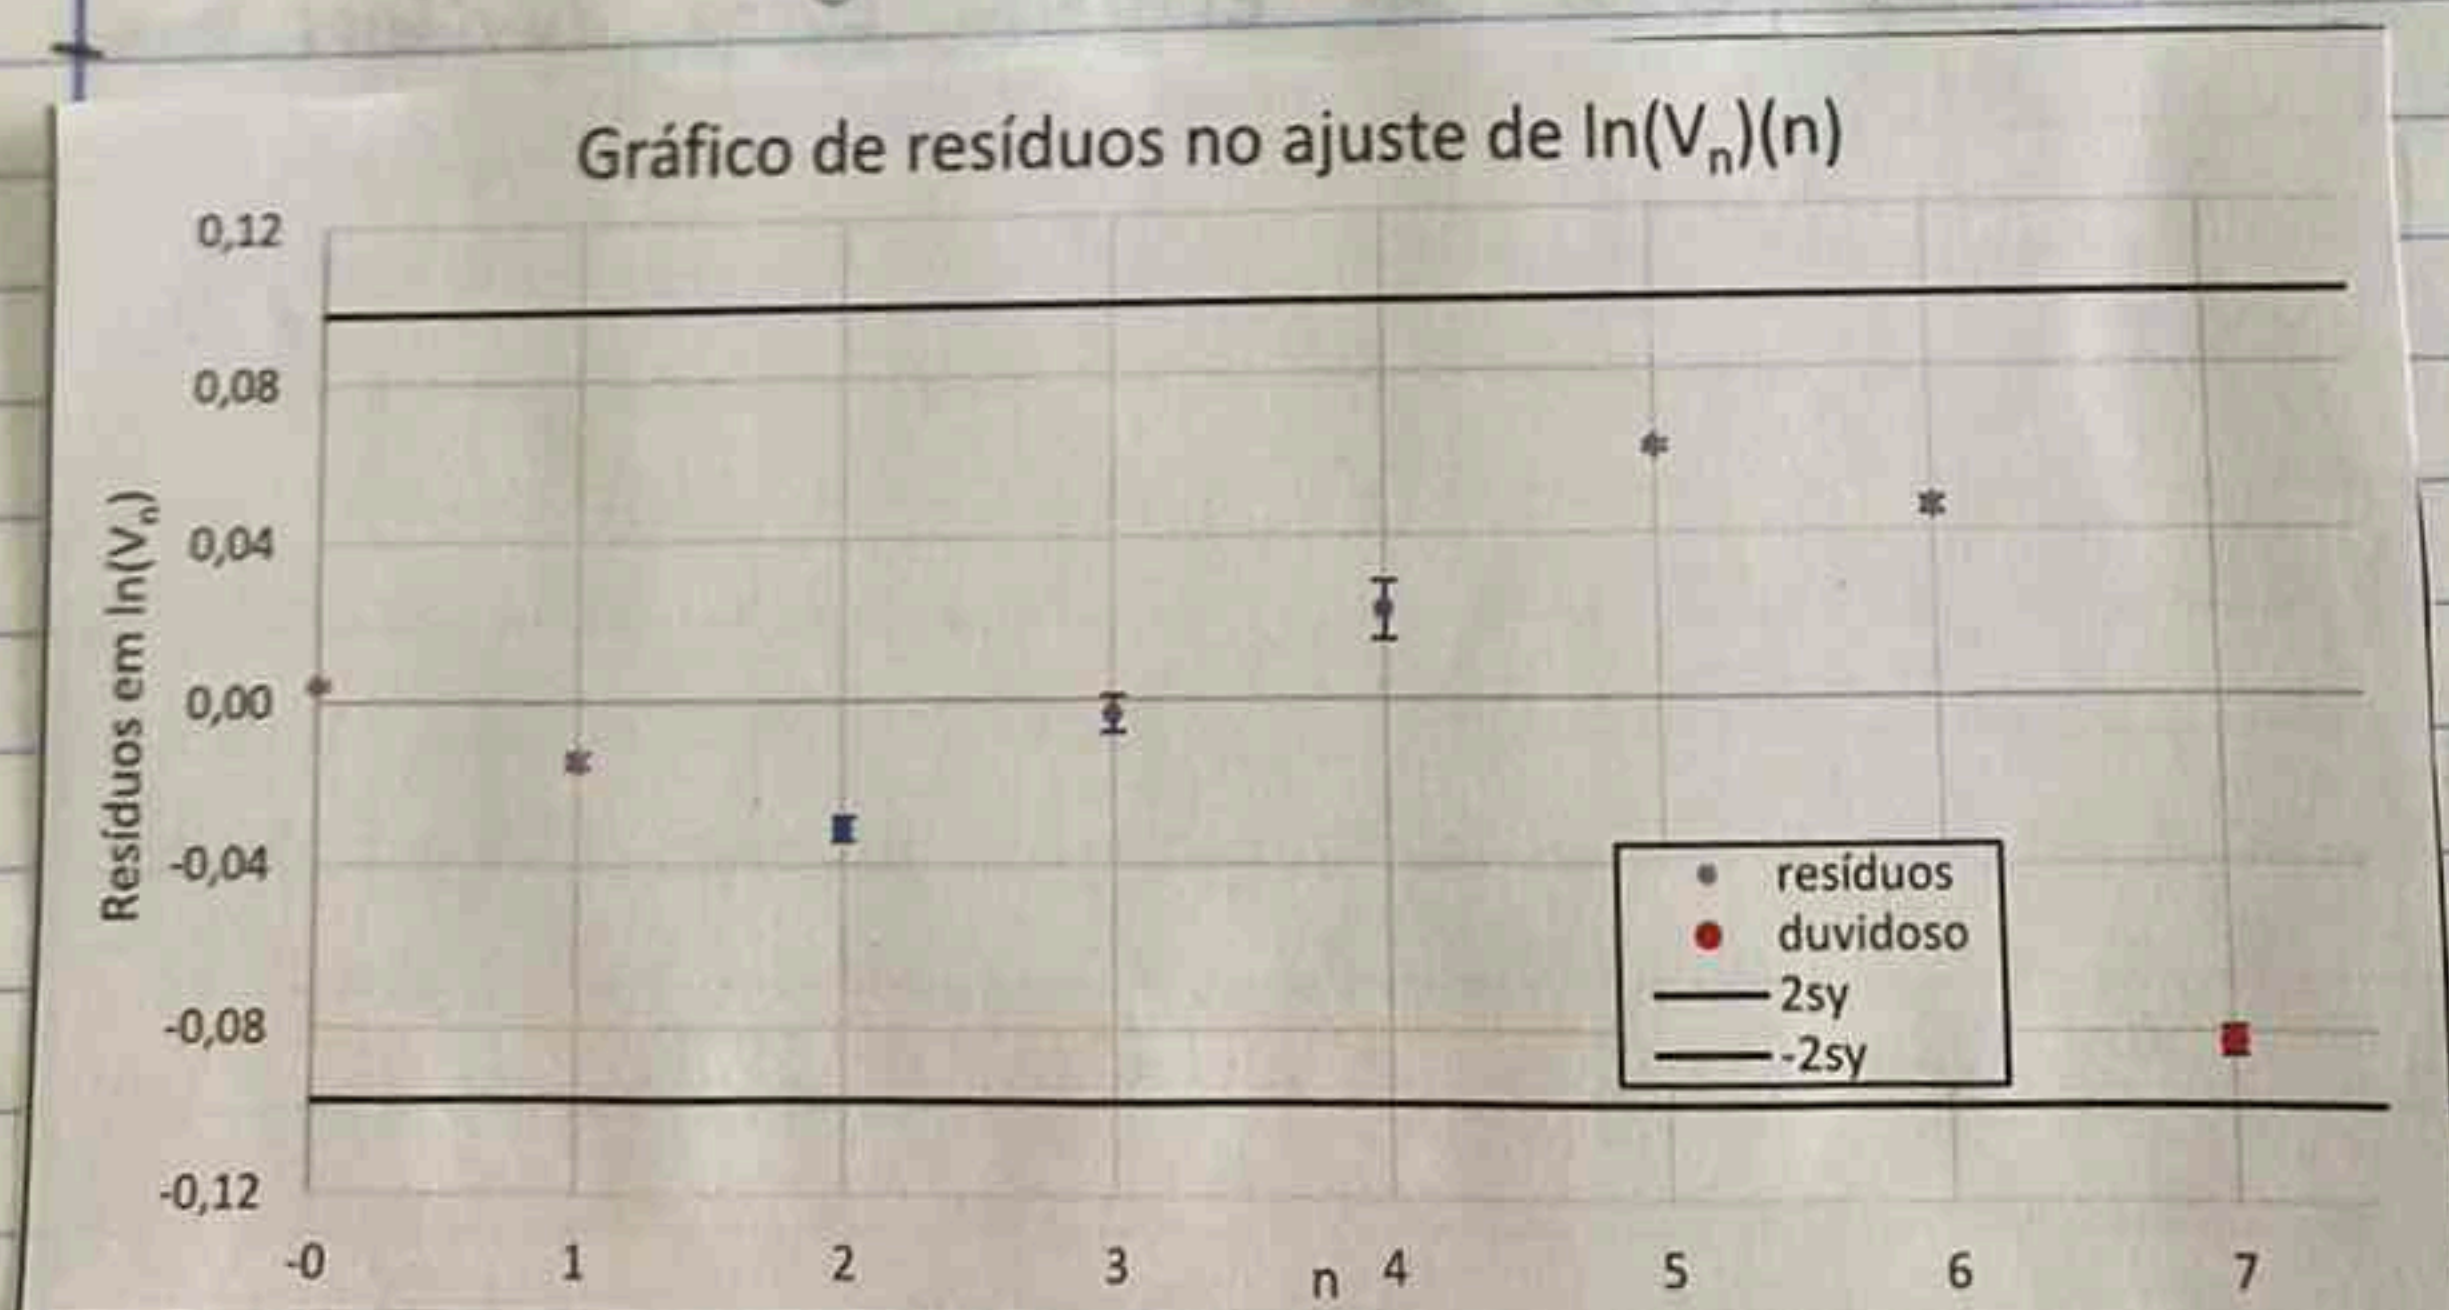 Gráfico de resíduos no ajuste de ln(Vₙ)(n)
Resíduos em ln(Vₙ)
0,12
0,08
0,04
0,00
-0,04
-0,08
-0,12
resíduos
duvidoso
2sy
-2sy
-0 1 2 3 4 5 6 7
n